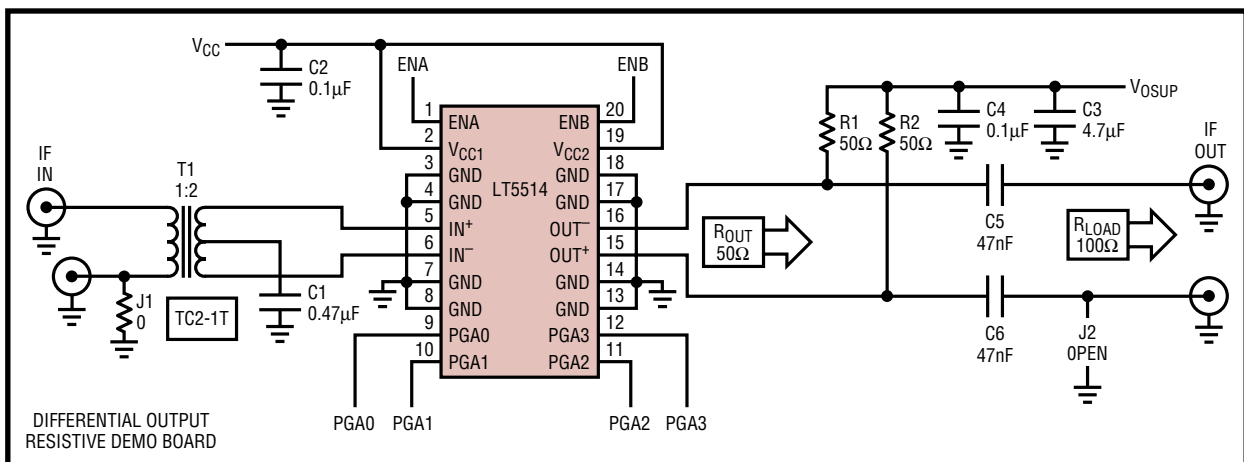 VCC
C2
0.1µF
ENA
ENB
VOSUP
R1
50Ω
R2
50Ω
C4
0.1µF
C3
4.7µF
IF
IN
T1
1:2
IF
OUT
1
ENA
ENB
20
2
VCC1
VCC2
19
3
GND
GND
18
LT5514
4
GND
GND
17
5
IN+
OUT–
16
6
IN–
OUT+
15
7
GND
GND
14
8
GND
GND
13
9
PGA0
PGA3
12
10
PGA1
PGA2
11
ROUT
50Ω
C5
47nF
RLOAD
100Ω
J1
0
TC2-1T
C1
0.47µF
C6
47nF
J2
OPEN
PGA0
PGA1
PGA2
PGA3
DIFFERENTIAL OUTPUT
RESISTIVE DEMO BOARD